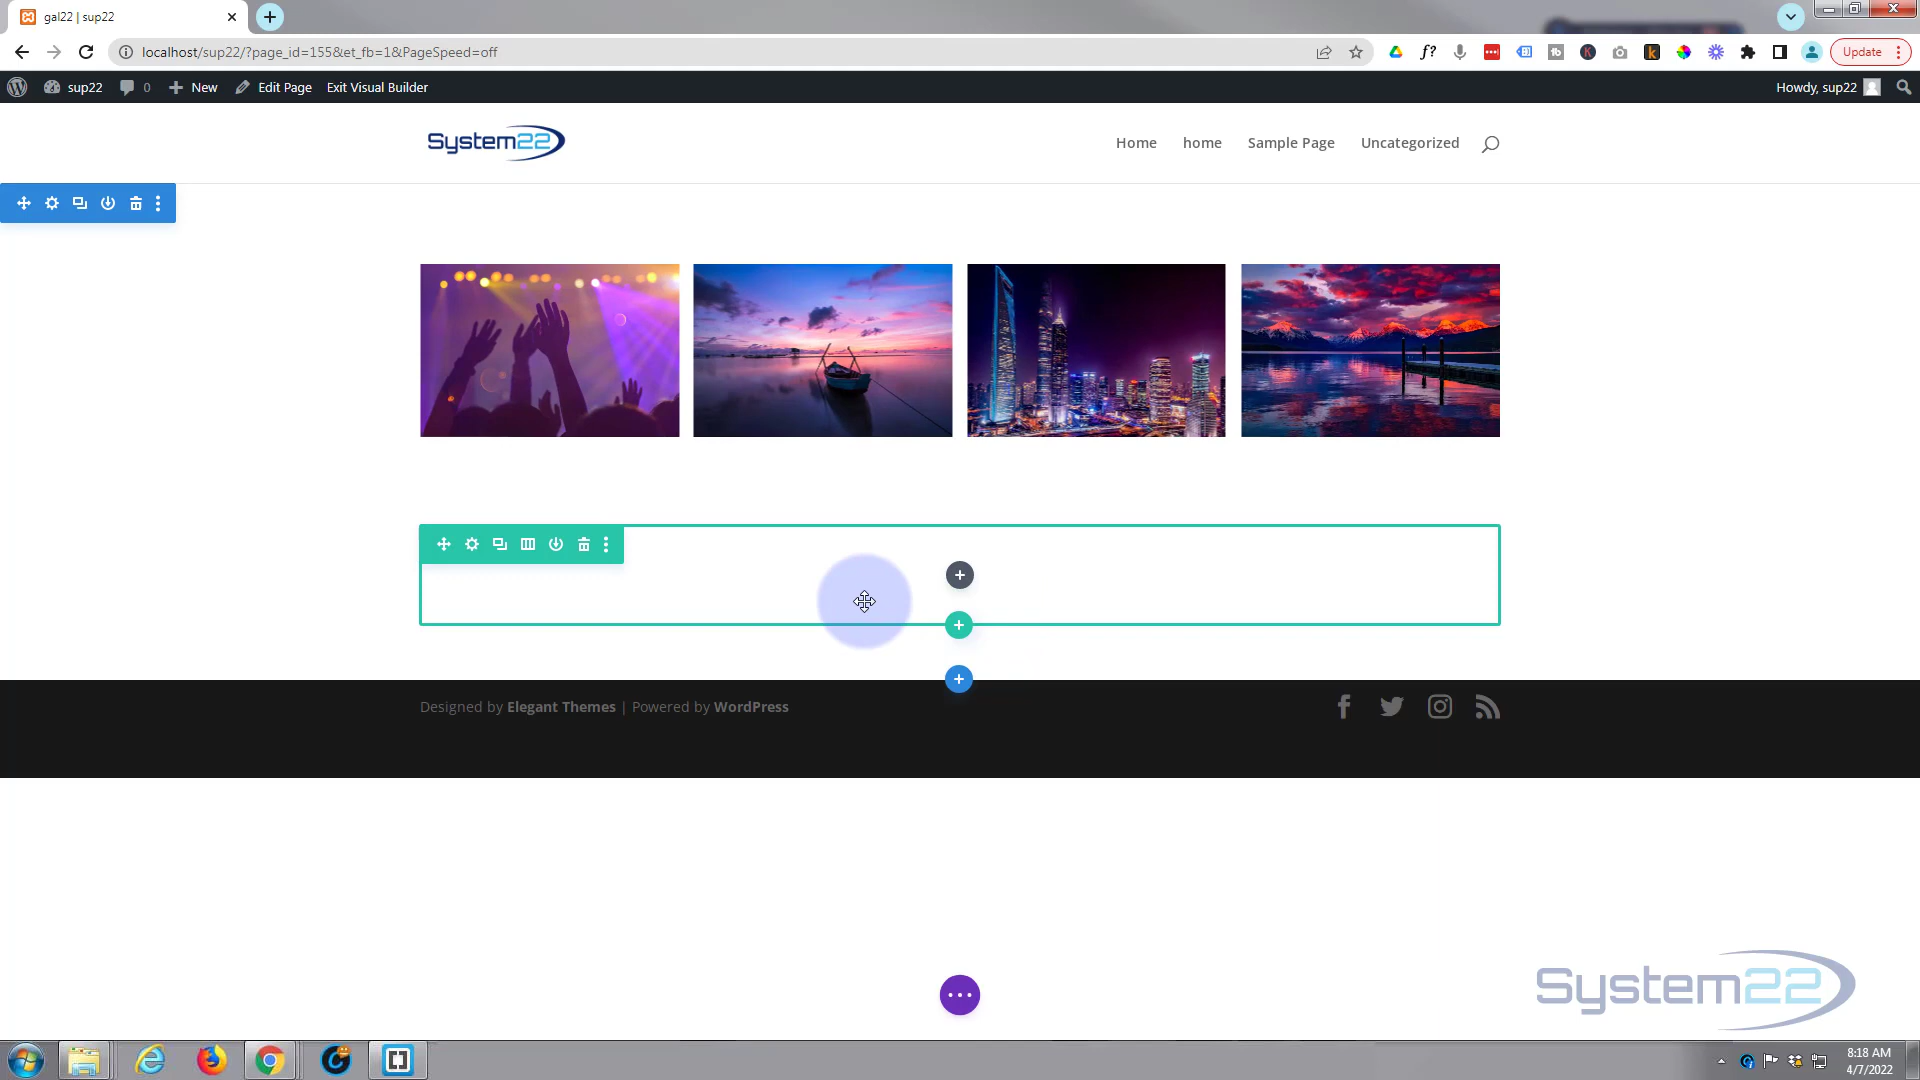 gal22 | sup22
localhost/sup22/?page_id=155&et_fb=1&PageSpeed=off
Update
sup22
0
New
Edit Page
Exit Visual Builder
Howdy, sup22
System22
Home
home
Sample Page
Uncategorized
Designed by Elegant Themes | Powered by WordPress
System22
8:18 AM
4/7/2022